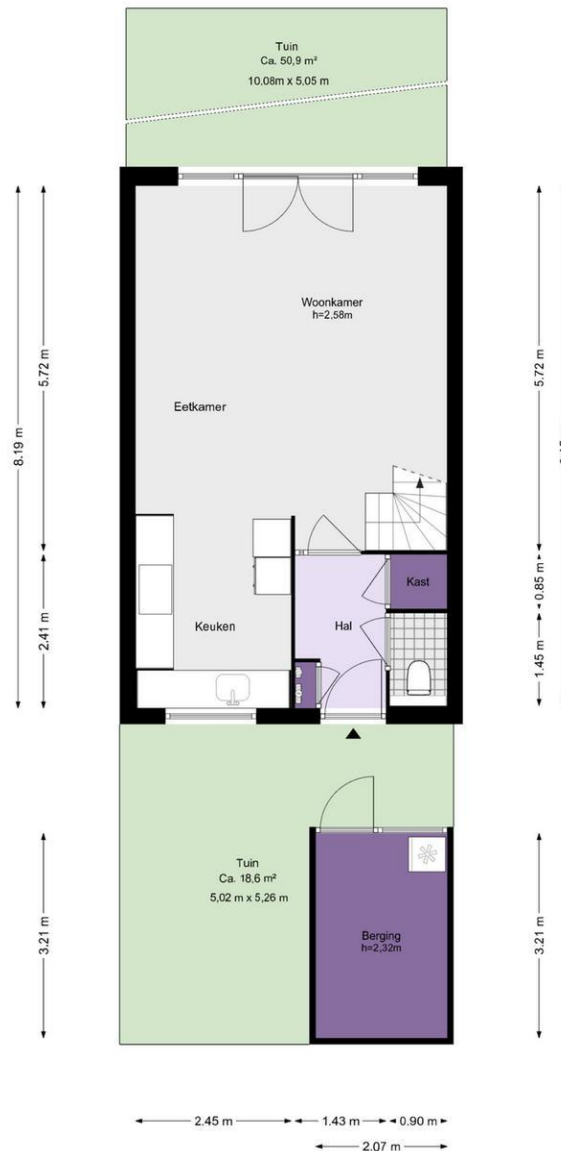 Tuin
Ca. 50,9 m²
10,08m x 5,05 m
Woonkamer
h=2,58m
Eetkamer
8.19 m
5.72 m
5.72 m
Kast
0.85 m
Keuken
Hal
2.41 m
1.45 m
Tuin
Ca. 18,6 m²
5,02 m x 5,26 m
Berging
h=2,32m
3.21 m
3.21 m
2.45 m
1.43 m
0.90 m
2.07 m